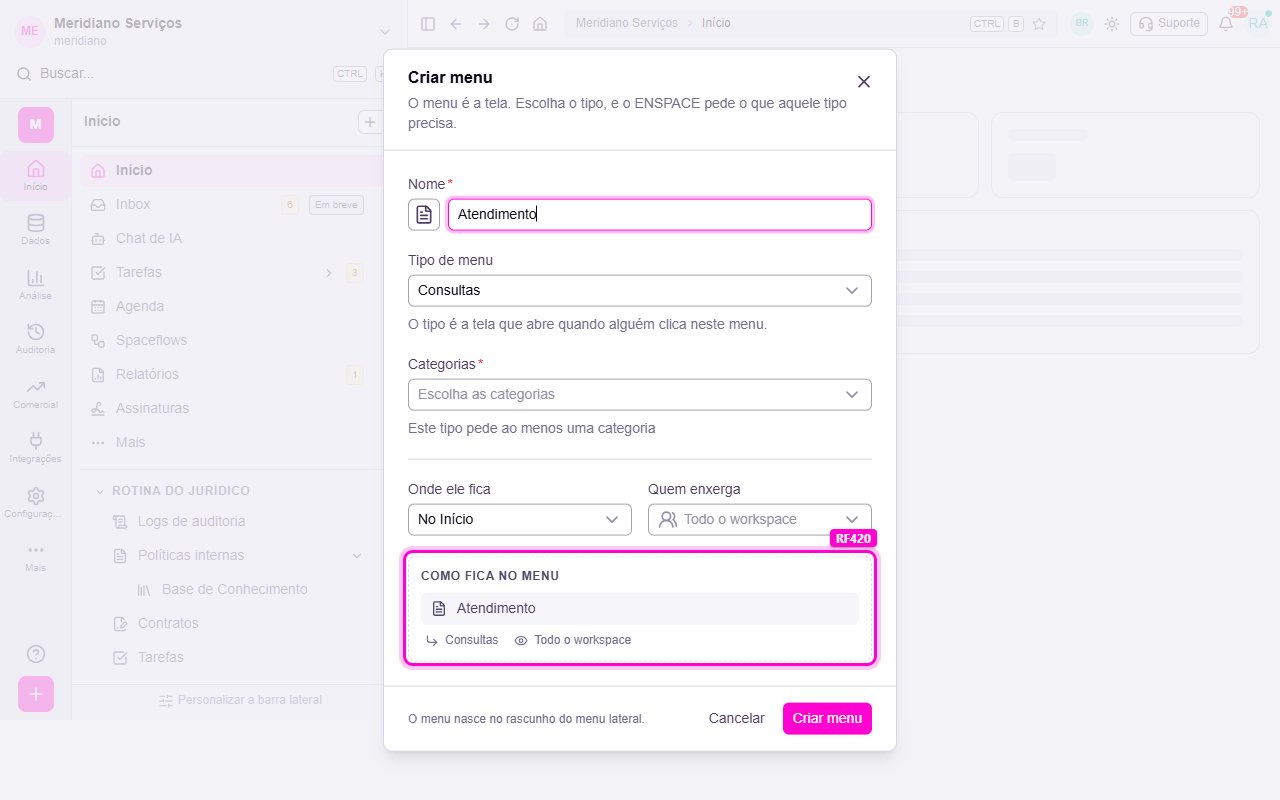 ME
Meridiano Serviços
meridiano
Buscar...
CTRL
Meridiano Serviços > Início
CTRL B
BR
Suporte
99+
RA
M
Início
Dados
Análise
Auditoria
Comercial
Integrações
Configuraç...
Mais
Início
Início
Inbox 6 Em breve
Chat de IA
Tarefas 3
Agenda
Spaceflows
Relatórios 1
Assinaturas
Mais
ROTINA DO JURÍDICO
Logs de auditoria
Políticas internas
Base de Conhecimento
Contratos
Tarefas
Personalizar a barra lateral
Criar menu
O menu é a tela. Escolha o tipo, e o ENSPACE pede o que aquele tipo
precisa.
Nome *
Atendimento
Tipo de menu
Consultas
O tipo é a tela que abre quando alguém clica neste menu.
Categorias *
Escolha as categorias
Este tipo pede ao menos uma categoria
Onde ele fica
No Início
Quem enxerga
Todo o workspace
RF420
COMO FICA NO MENU
Atendimento
Consultas Todo o workspace
O menu nasce no rascunho do menu lateral.
Cancelar
Criar menu